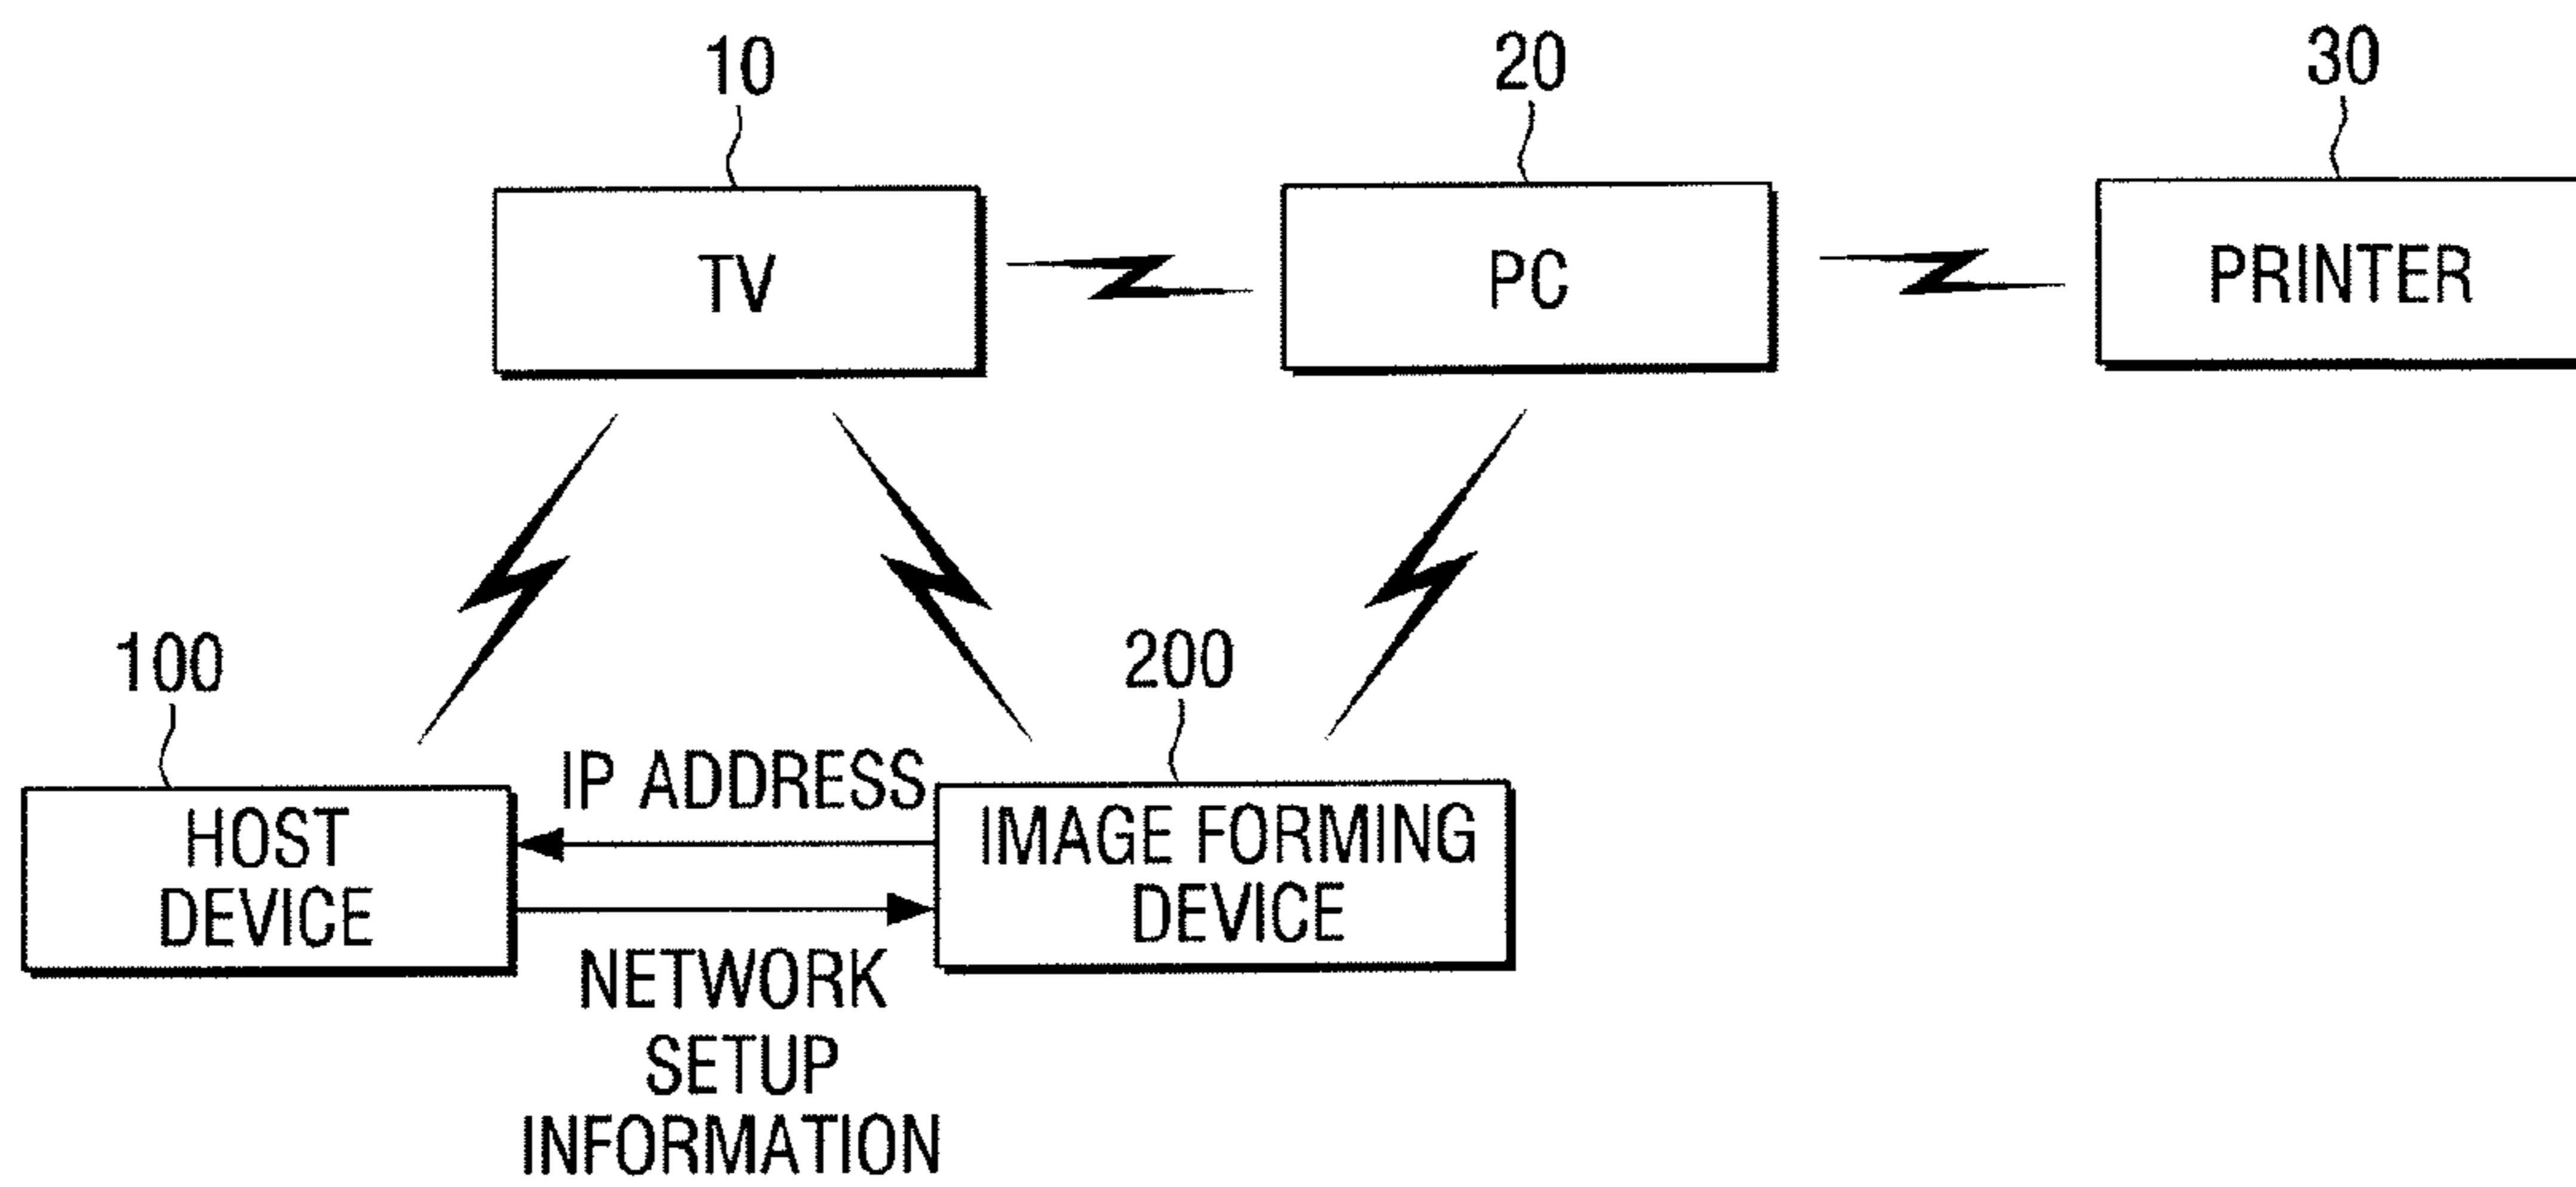 10
20
30
TV
PC
PRINTER
100
200
IP ADDRESS
HOST
DEVICE
IMAGE FORMING
DEVICE
NETWORK
SETUP
INFORMATION